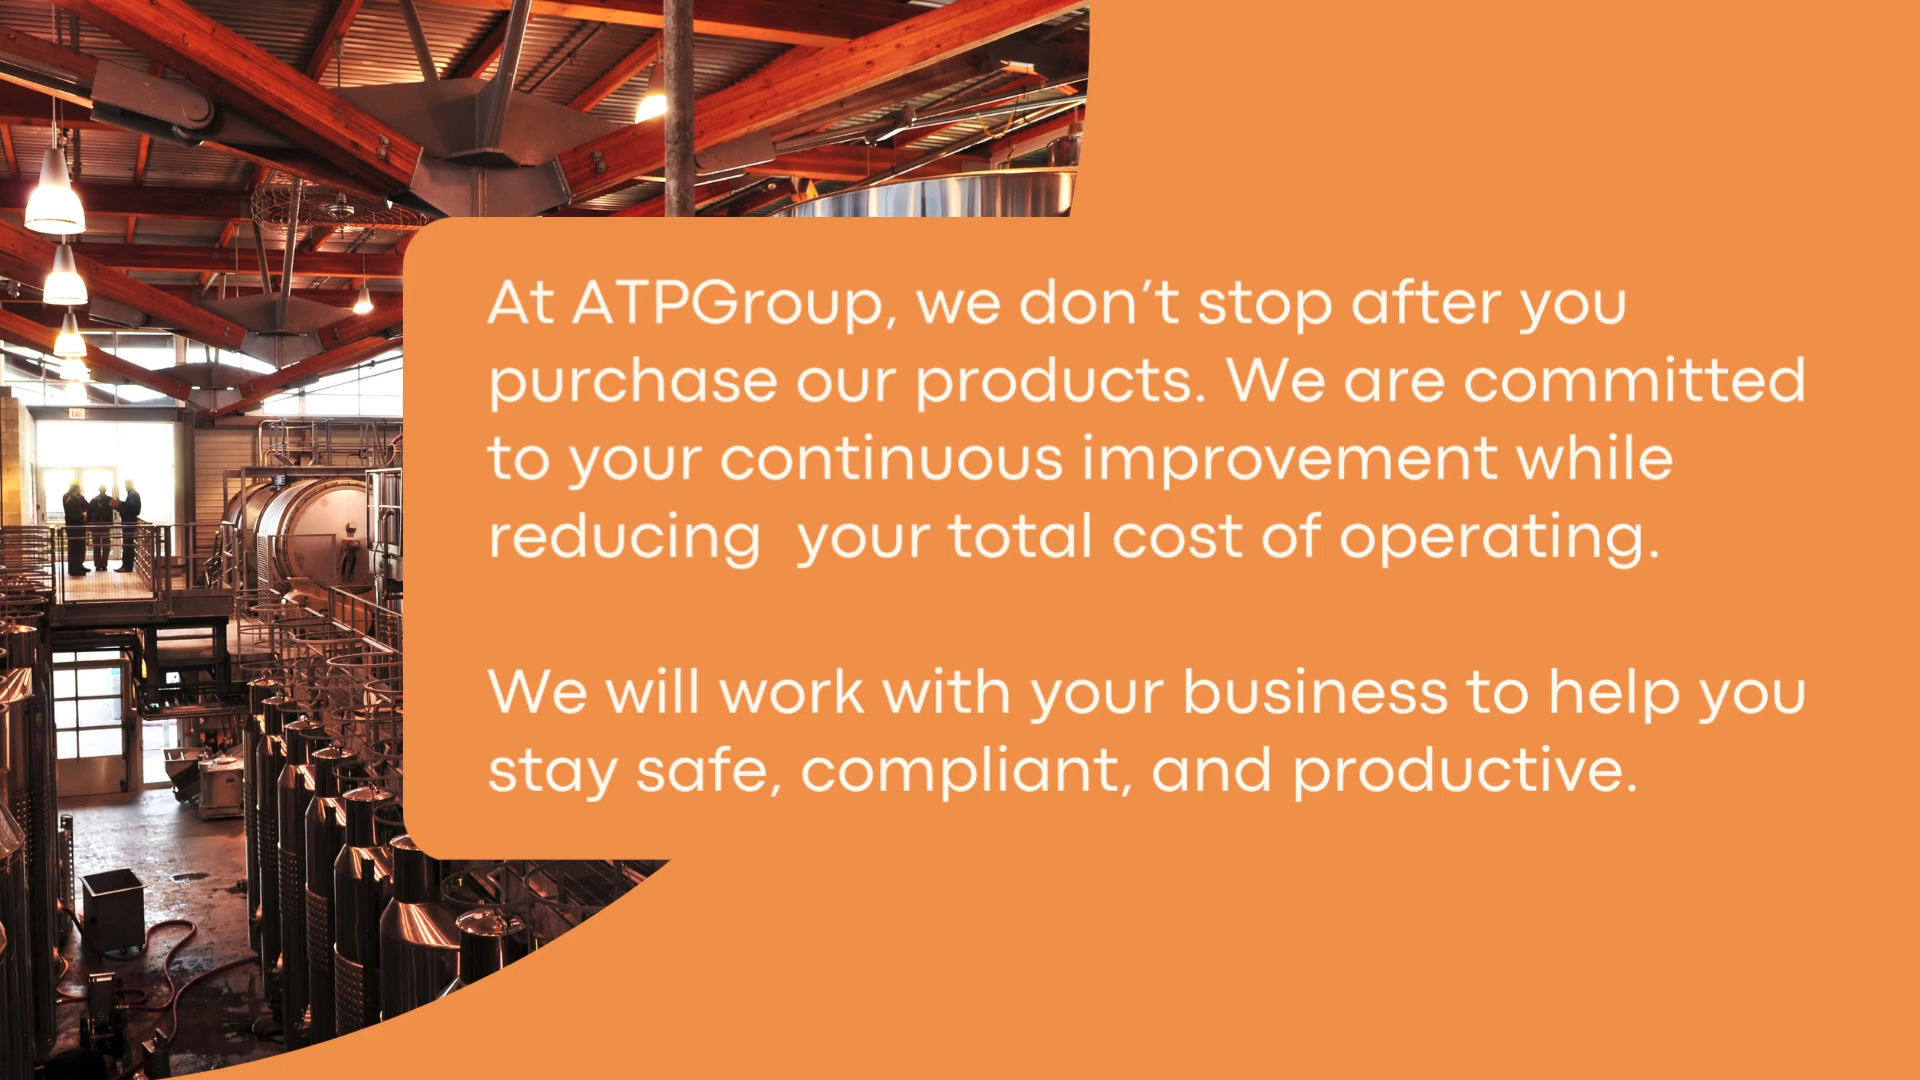 At ATPGroup, we don’t stop after you
purchase our products. We are committed
to your continuous improvement while
reducing  your total cost of operating.
We will work with your business to help you
stay safe, compliant, and productive.